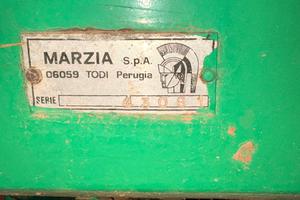 MARZIA S.p.A.
06059 TODI Perugia
SERIE